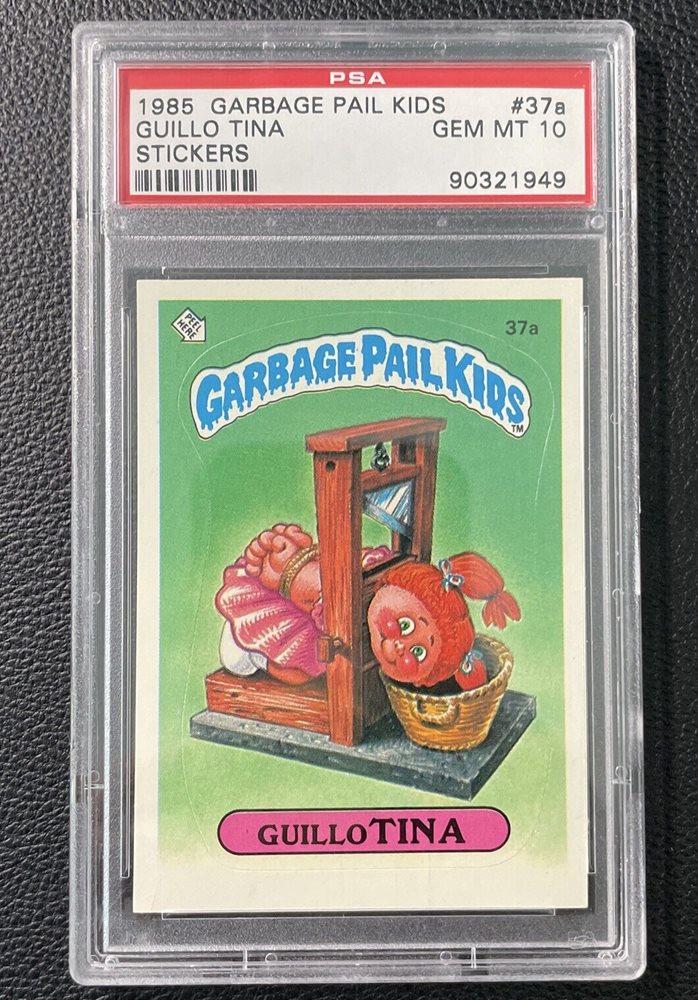 PSA
1985 GARBAGE PAIL KIDS #37a
GUILLO TINA GEM MT 10
STICKERS
90321949
PEEL
HERE
37a
GARBAGE PAIL KIDS
TM
GUILLOTINA